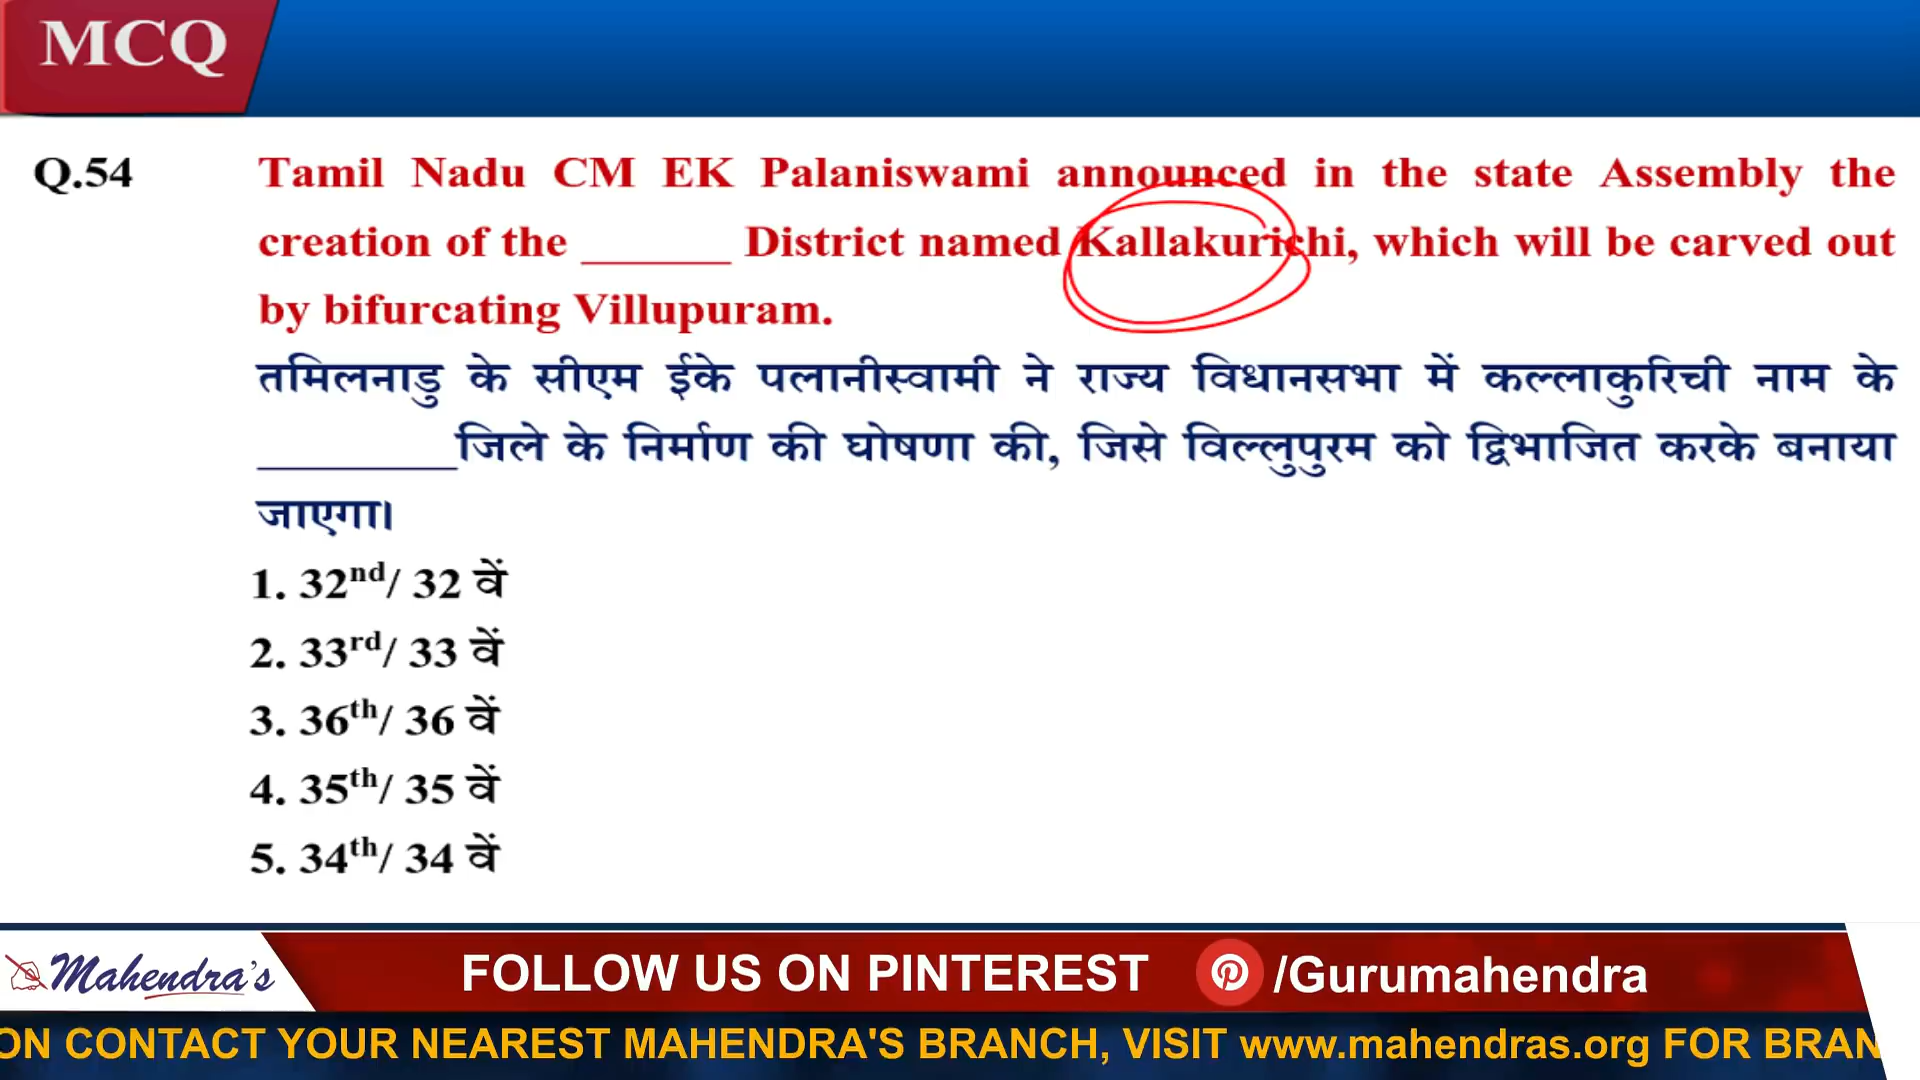 MCQ
Q.54 Tamil Nadu CM EK Palaniswami announced in the state Assembly the
creation of the ______ District named Kallakurichi, which will be carved out
by bifurcating Villupuram.
तमिलनाडु के सीएम ईके पलानीस्वामी ने राज्य विधानसभा में कल्लाकुरिची नाम के
________जिले के निर्माण की घोषणा की, जिसे विल्लुपुरम को द्विभाजित करके बनाया
जाएगा।
1. 32nd/ 32 वें
2. 33rd/ 33 वें
3. 36th/ 36 वें
4. 35th/ 35 वें
5. 34th/ 34 वें
Mahendra's FOLLOW US ON PINTEREST /Gurumahendra
ON CONTACT YOUR NEAREST MAHENDRA'S BRANCH, VISIT www.mahendras.org FOR BRAN